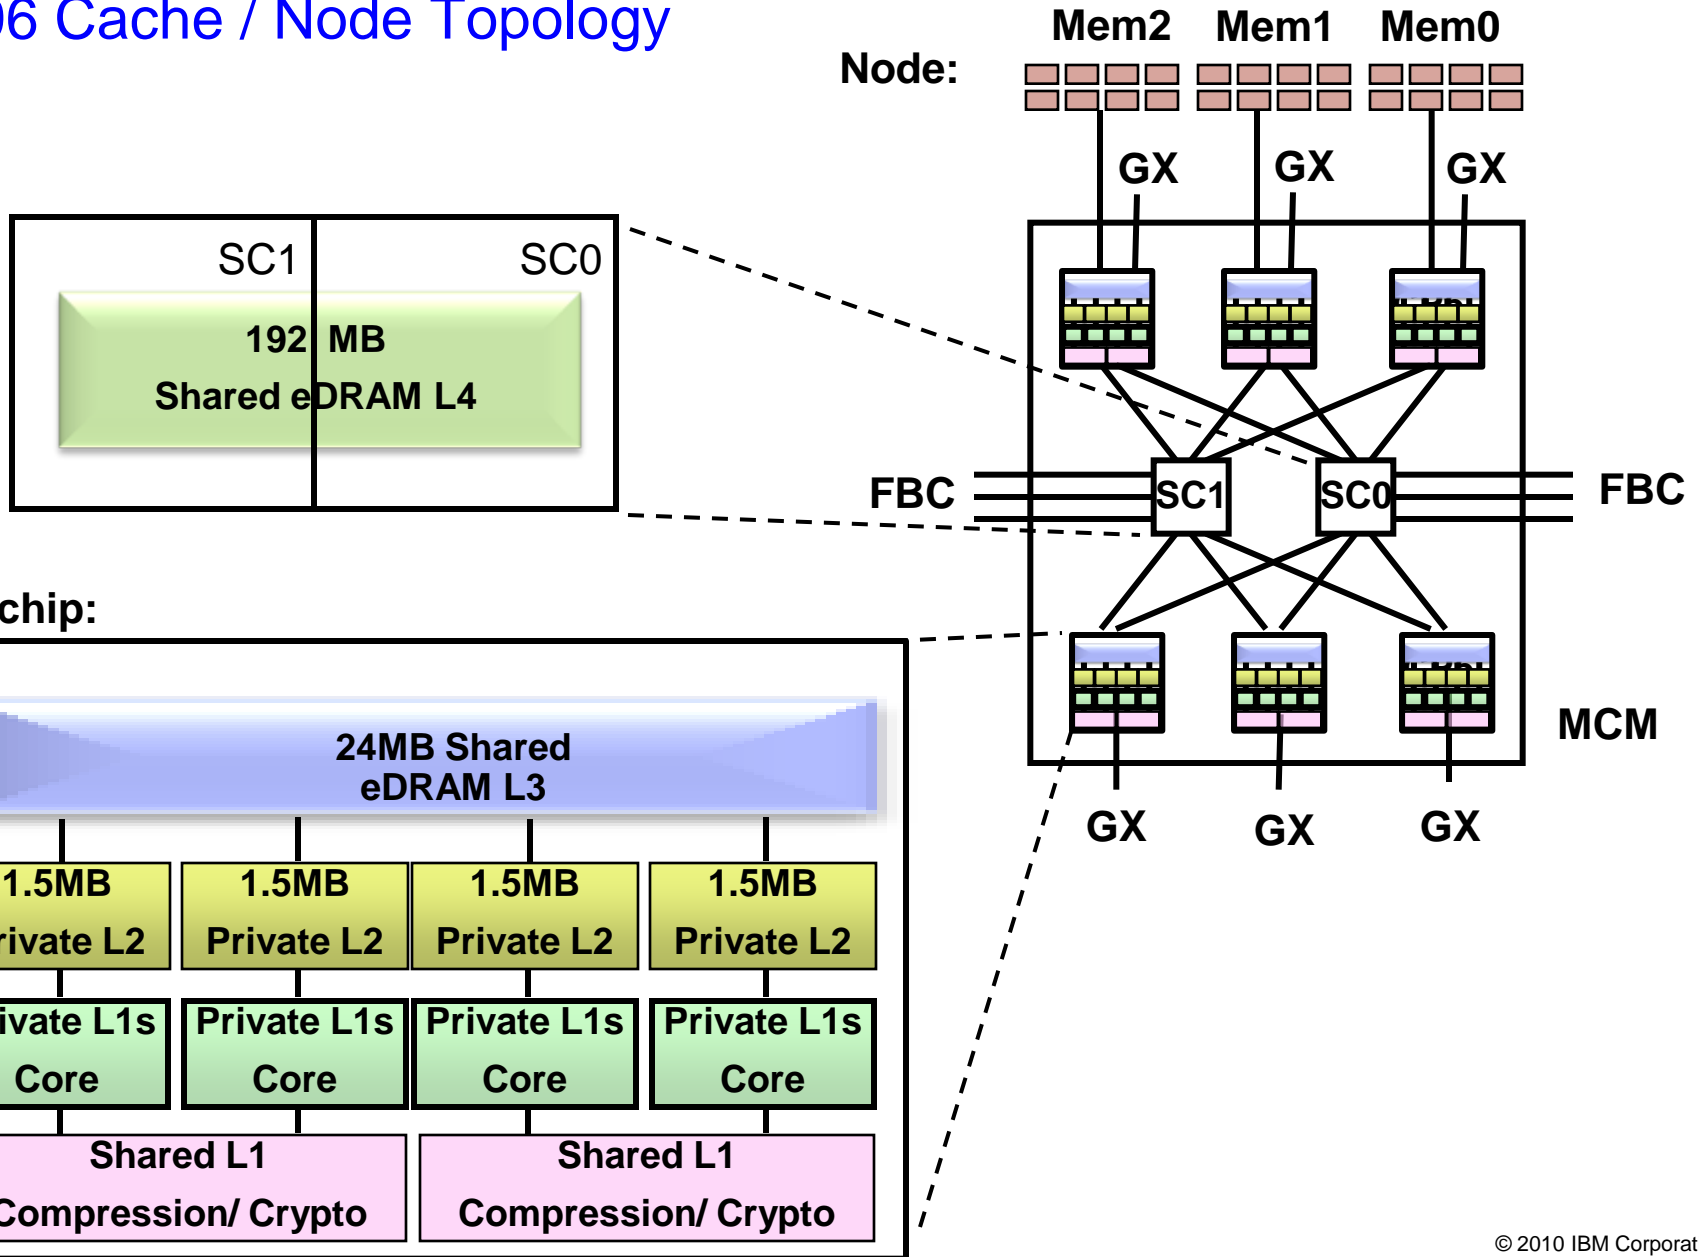 96 Cache / Node Topology
Node:
Mem2 Mem1 Mem0
GX GX GX
SC1 SC0
192 MB
Shared eDRAM L4
FBC SC1 SC0 FBC
chip:
MCM
24MB Shared
eDRAM L3
GX GX GX
1.5MB 1.5MB 1.5MB 1.5MB
rivate L2 Private L2 Private L2 Private L2
ivate L1s Private L1s Private L1s Private L1s
Core Core Core Core
Shared L1 Shared L1
Compression/ Crypto Compression/ Crypto
© 2010 IBM Corporat